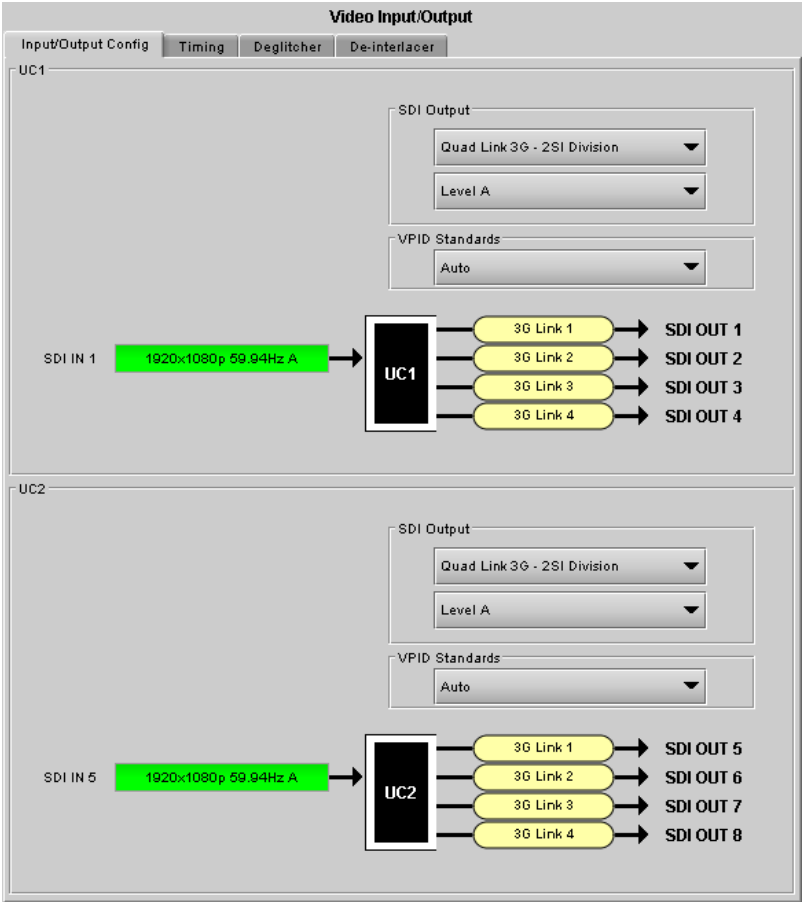 Video Input/Output
Input/Output Config Timing Deglitcher De-interlacer
UC1
SDI Output
Quad Link 3G - 2SI Division
Level A
VPID Standards
Auto
3G Link 1 SDI OUT 1
SDI IN 1 1920x1080p 59.94Hz A UC1 3G Link 2 SDI OUT 2
3G Link 3 SDI OUT 3
3G Link 4 SDI OUT 4
UC2
SDI Output
Quad Link 3G - 2SI Division
Level A
VPID Standards
Auto
3G Link 1 SDI OUT 5
SDI IN 5 1920x1080p 59.94Hz A UC2 3G Link 2 SDI OUT 6
3G Link 3 SDI OUT 7
3G Link 4 SDI OUT 8